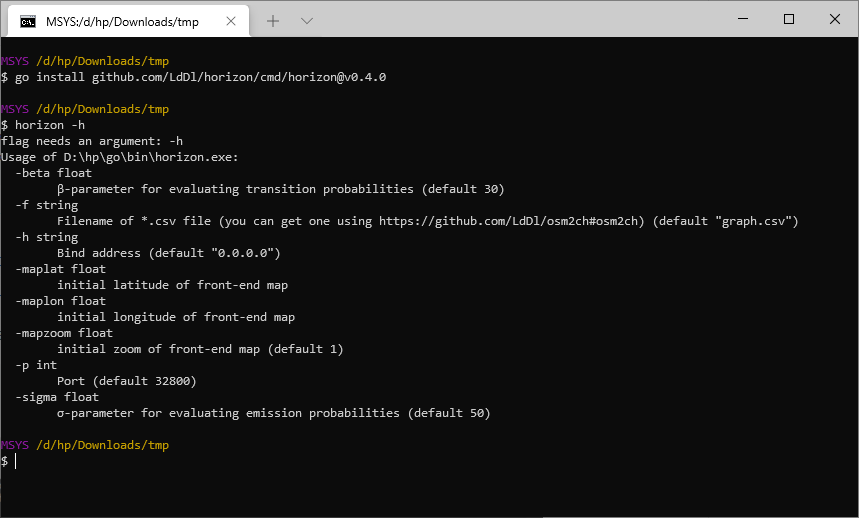 MSYS:/d/hp/Downloads/tmp
MSYS /d/hp/Downloads/tmp
$ go install github.com/LdDl/horizon/cmd/horizon@v0.4.0
MSYS /d/hp/Downloads/tmp
$ horizon -h
flag needs an argument: -h
Usage of D:\hp\go\bin\horizon.exe:
-beta float
β-parameter for evaluating transition probabilities (default 30)
-f string
Filename of *.csv file (you can get one using https://github.com/LdDl/osm2ch#osm2ch) (default "graph.csv")
-h string
Bind address (default "0.0.0.0")
-maplat float
initial latitude of front-end map
-maplon float
initial longitude of front-end map
-mapzoom float
initial zoom of front-end map (default 1)
-p int
Port (default 32800)
-sigma float
σ-parameter for evaluating emission probabilities (default 50)
MSYS /d/hp/Downloads/tmp
$